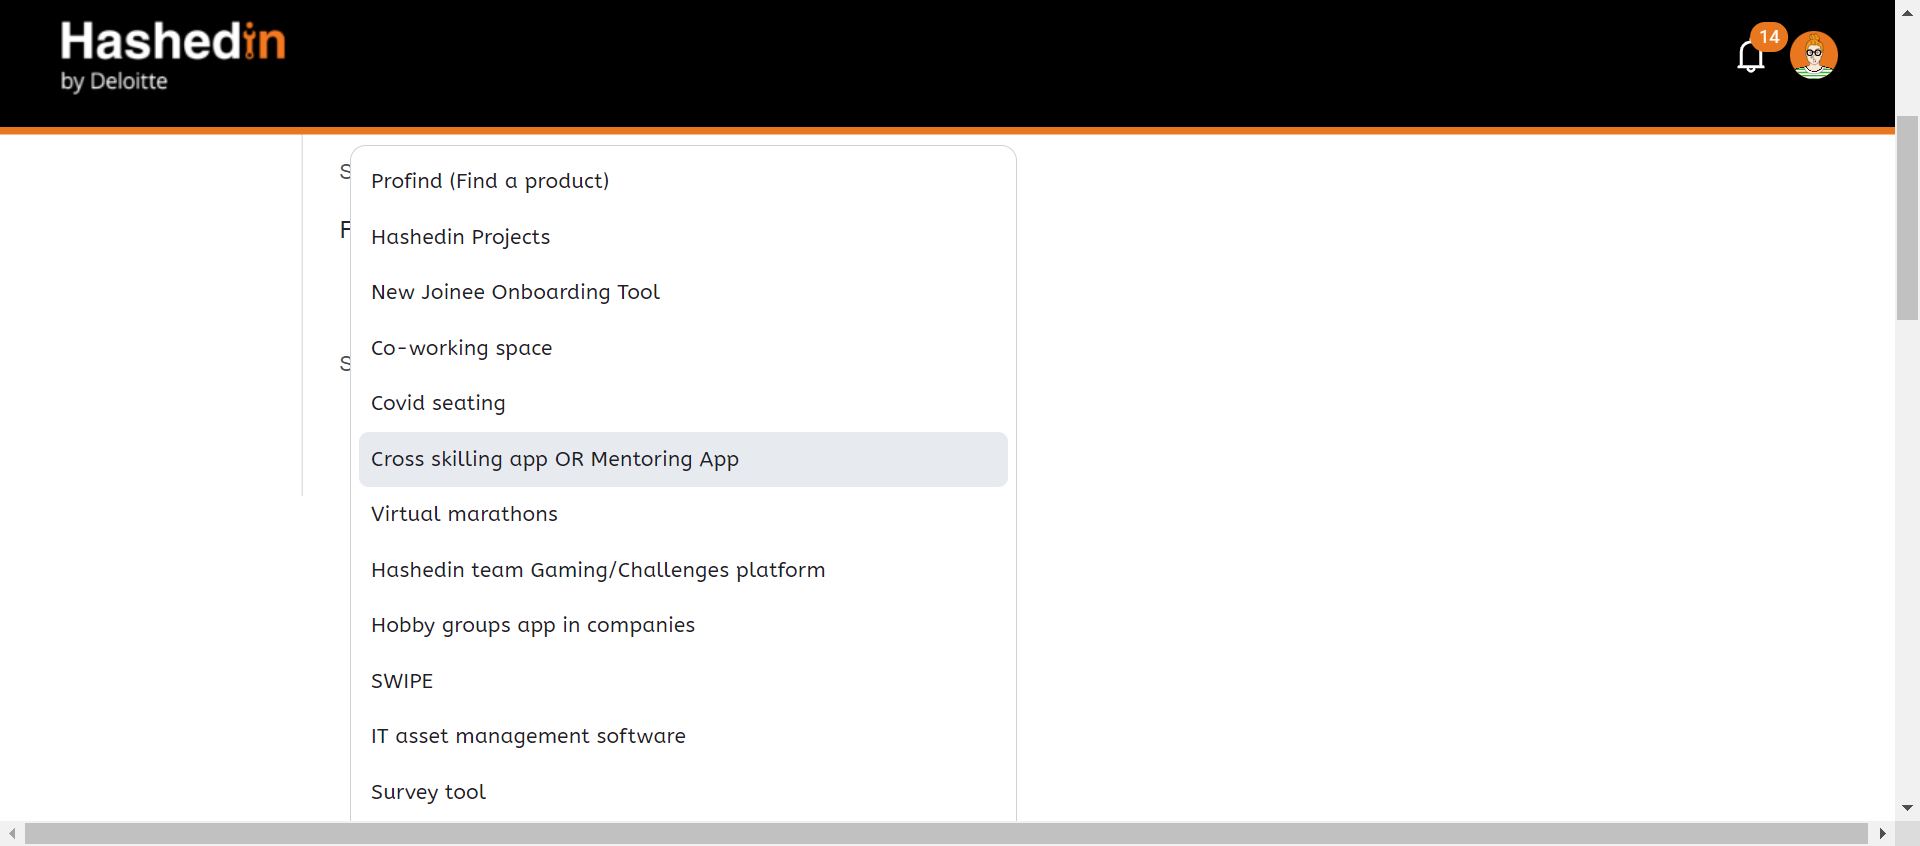 Hashedin
by Deloitte
14
Profind (Find a product)
Hashedin Projects
New Joinee Onboarding Tool
Co-working space
Covid seating
Cross skilling app OR Mentoring App
Virtual marathons
Hashedin team Gaming/Challenges platform
Hobby groups app in companies
SWIPE
IT asset management software
Survey tool